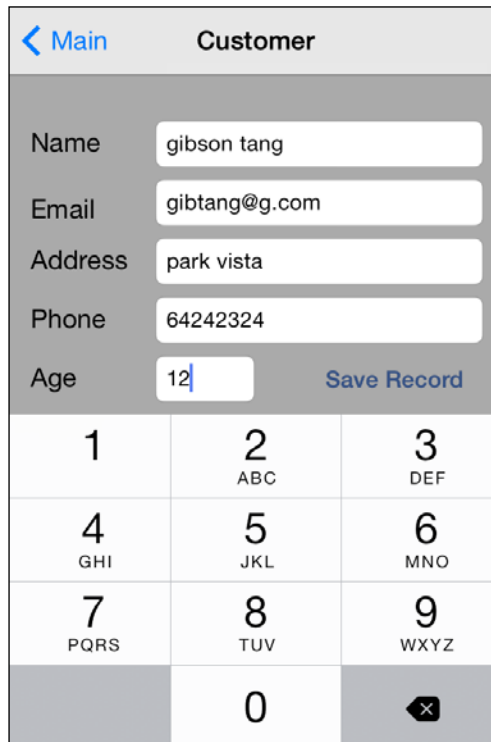 Main Customer
Name gibson tang
Email gibtang@g.com
Address park vista
Phone 64242324
Age 12 Save Record
1 2 3
ABC DEF
4 5 6
GHI JKL MNO
7 8 9
PQRS TUV WXYZ
0